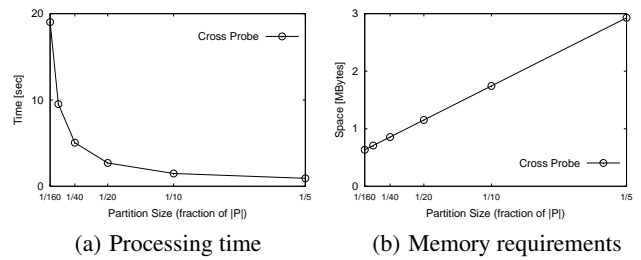 20
10
0
Time [sec]
Cross Probe
1/160
1/40
1/20
1/10
1/5
Partition Size (fraction of |P|)
(a) Processing time
3
2
1
0
Space [MBytes]
Cross Probe
1/160
1/40
1/20
1/10
1/5
Partition Size (fraction of |P|)
(b) Memory requirements